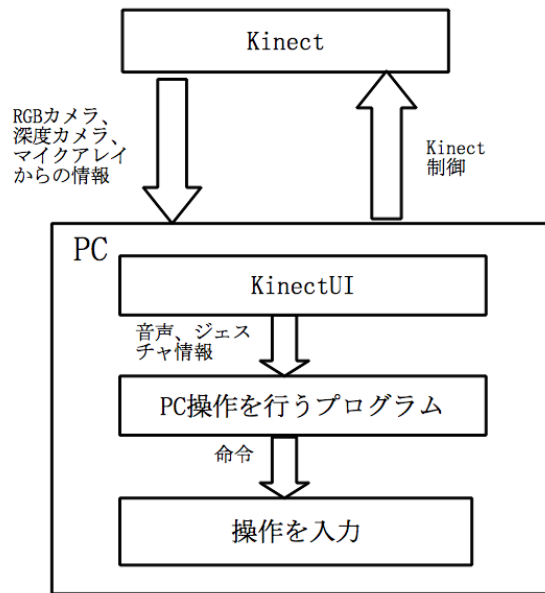 Kinect
RGBカメラ、
深度カメラ、
マイクアレイ
からの情報
Kinect
制御
PC
KinectUI
音声、ジェス
チャ情報
PC操作を行うプログラム
命令
操作を入力